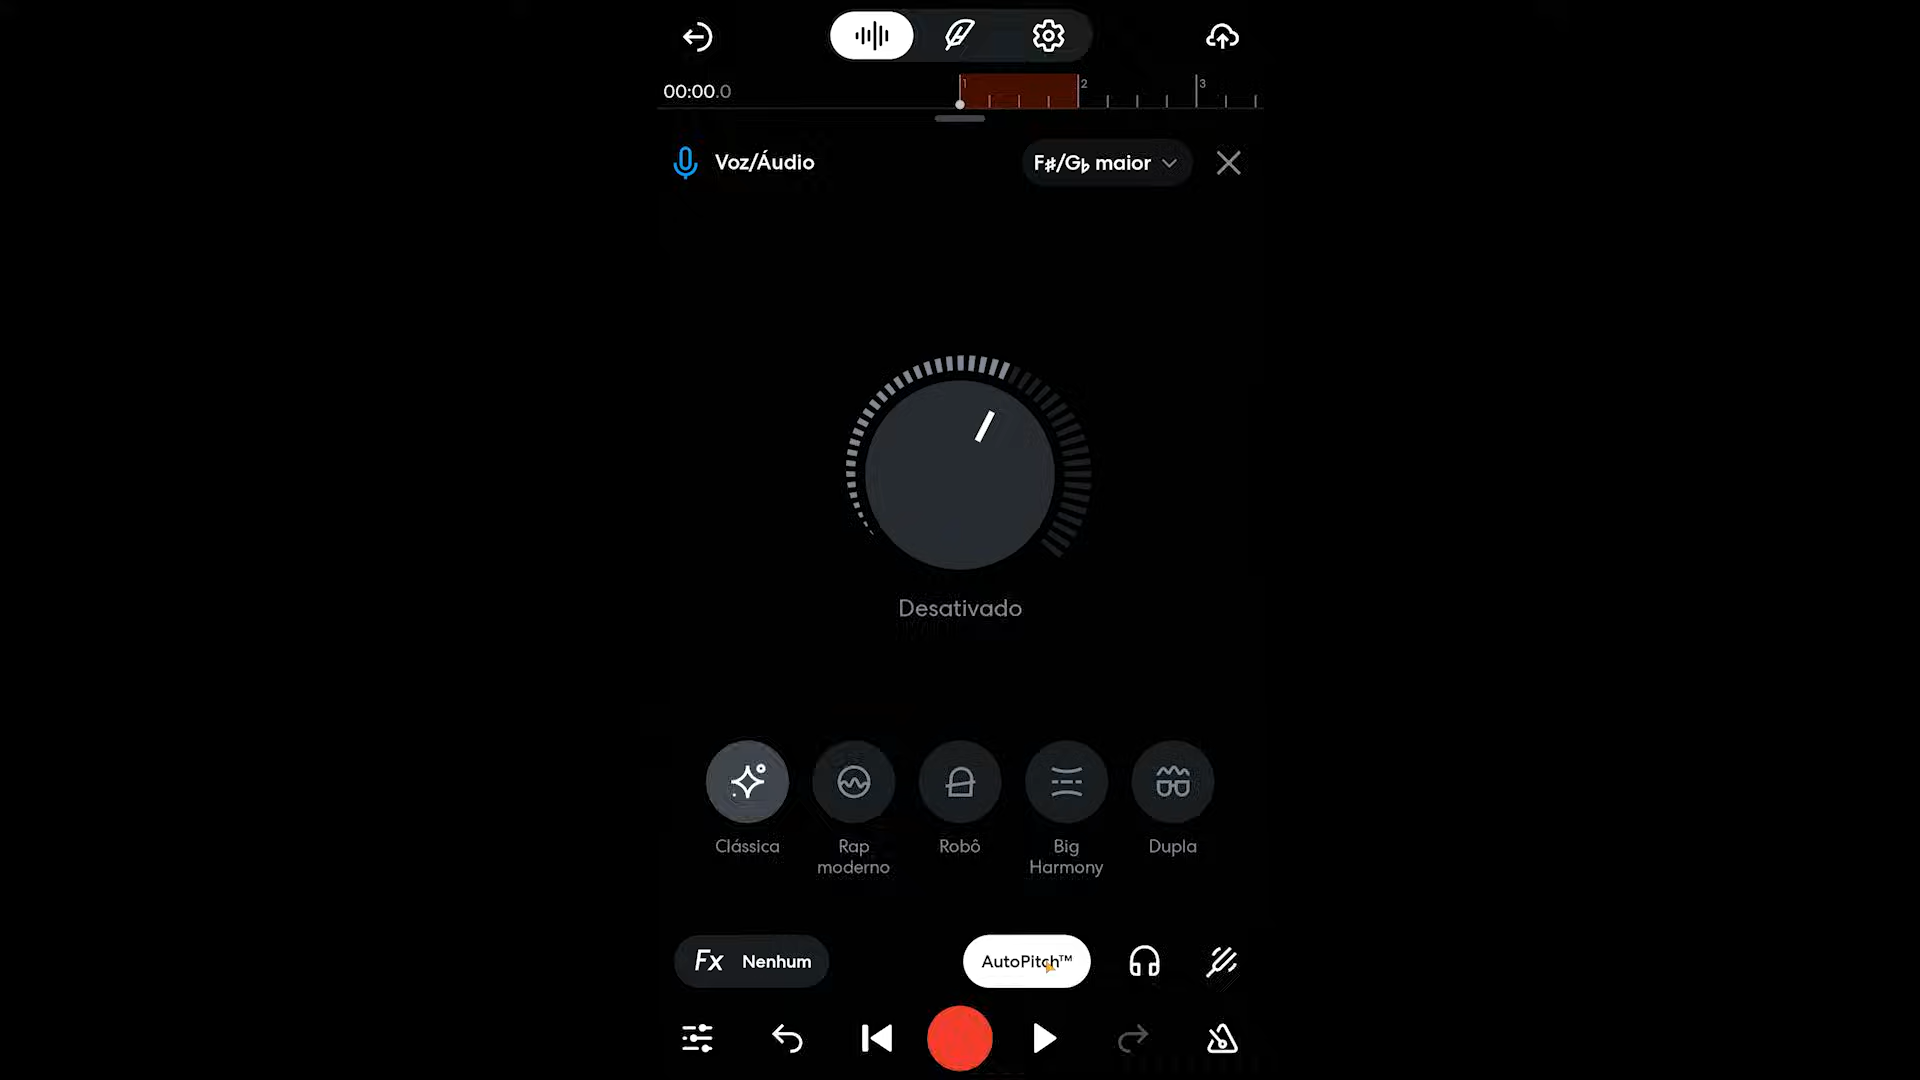 00:00.0
1
2
3
Voz/Áudio
F♯/G♭ maior
Desativado
Clássica
Rap
moderno
Robô
Big
Harmony
Dupla
Fx Nenhum
AutoPitch™